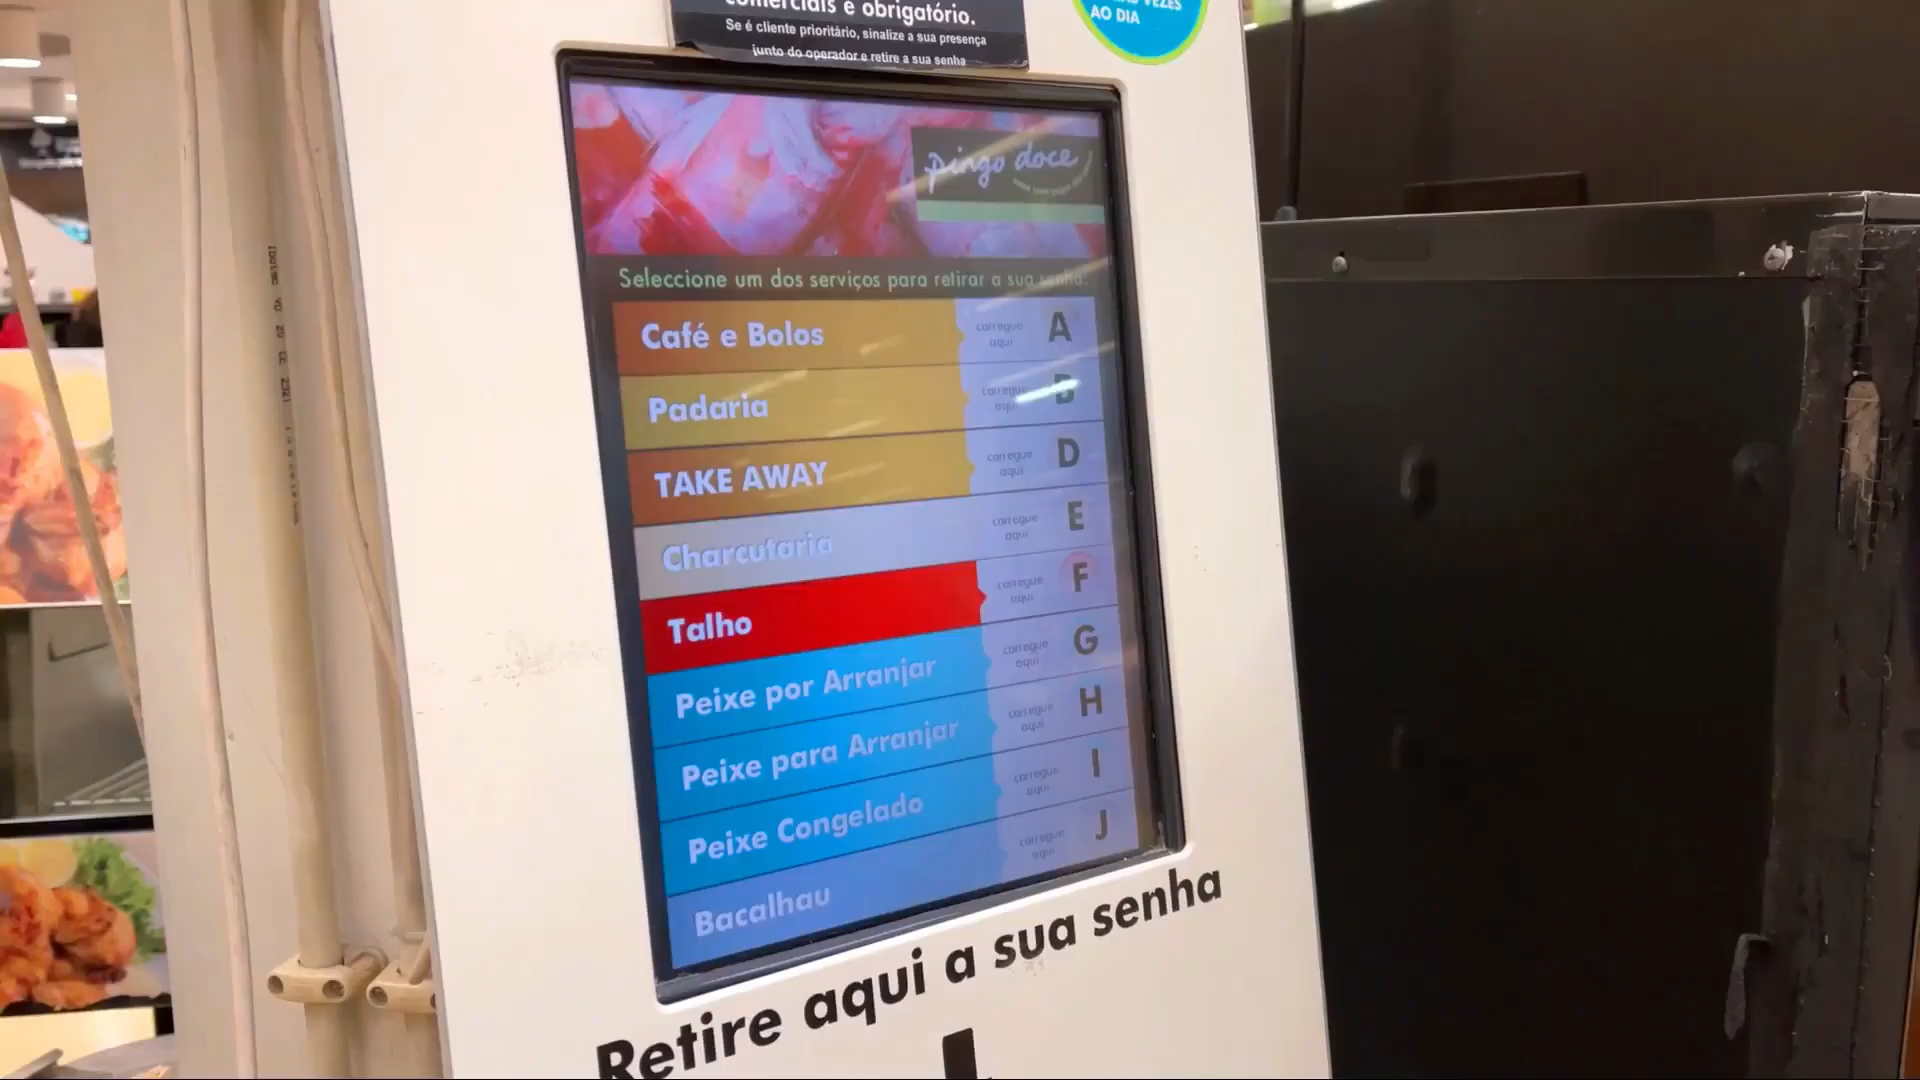 comerciais e obrigatório.
Se é cliente prioritário, sinalize a sua presença
junto do operador e retire a sua senha
VEZES
AO DIA
pingo doce
Seleccione um dos serviços para retirar a sua senha.
Café e Bolos carregue aqui A
Padaria carregue aqui B
TAKE AWAY carregue aqui D
Charcutaria carregue aqui E
Talho carregue aqui F
Peixe por Arranjar carregue aqui G
Peixe para Arranjar carregue aqui H
Peixe Congelado carregue aqui I
Bacalhau carregue aqui J
Retire aqui a sua senha